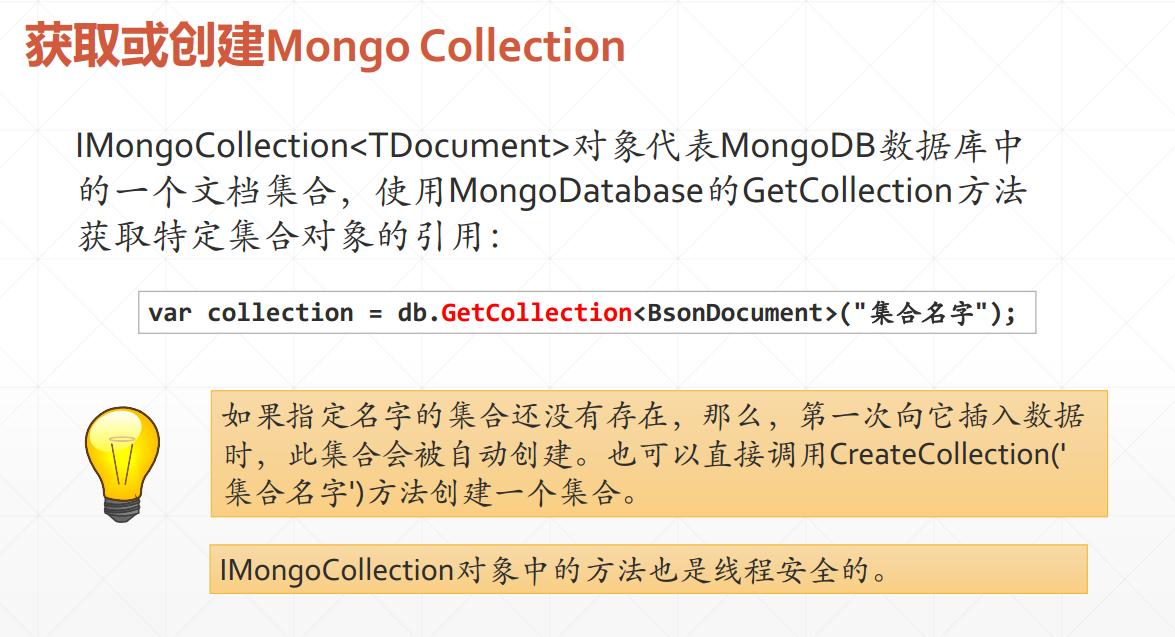 获取或创建Mongo Collection
IMongoCollection<TDocument>对象代表MongoDB数据库中
的一个文档集合，使用MongoDatabase的GetCollection方法
获取特定集合对象的引用：
var collection = db.GetCollection<BsonDocument>("集合名字");
如果指定名字的集合还没有存在，那么，第一次向它插入数据
时，此集合会被自动创建。也可以直接调用CreateCollection('
集合名字')方法创建一个集合。
IMongoCollection对象中的方法也是线程安全的。